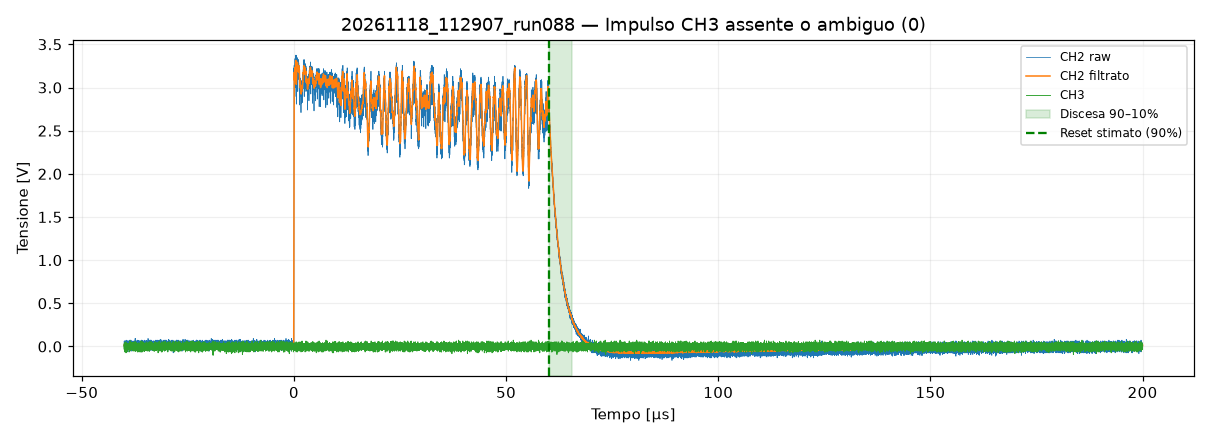 20261118_112907_run088 — Impulso CH3 assente o ambiguo (0)
CH2 raw
CH2 filtrato
CH3
Discesa 90–10%
Reset stimato (90%)
Tensione [V]
3.5
3.0
2.5
2.0
1.5
1.0
0.5
0.0
−50
0
50
100
150
200
Tempo [µs]